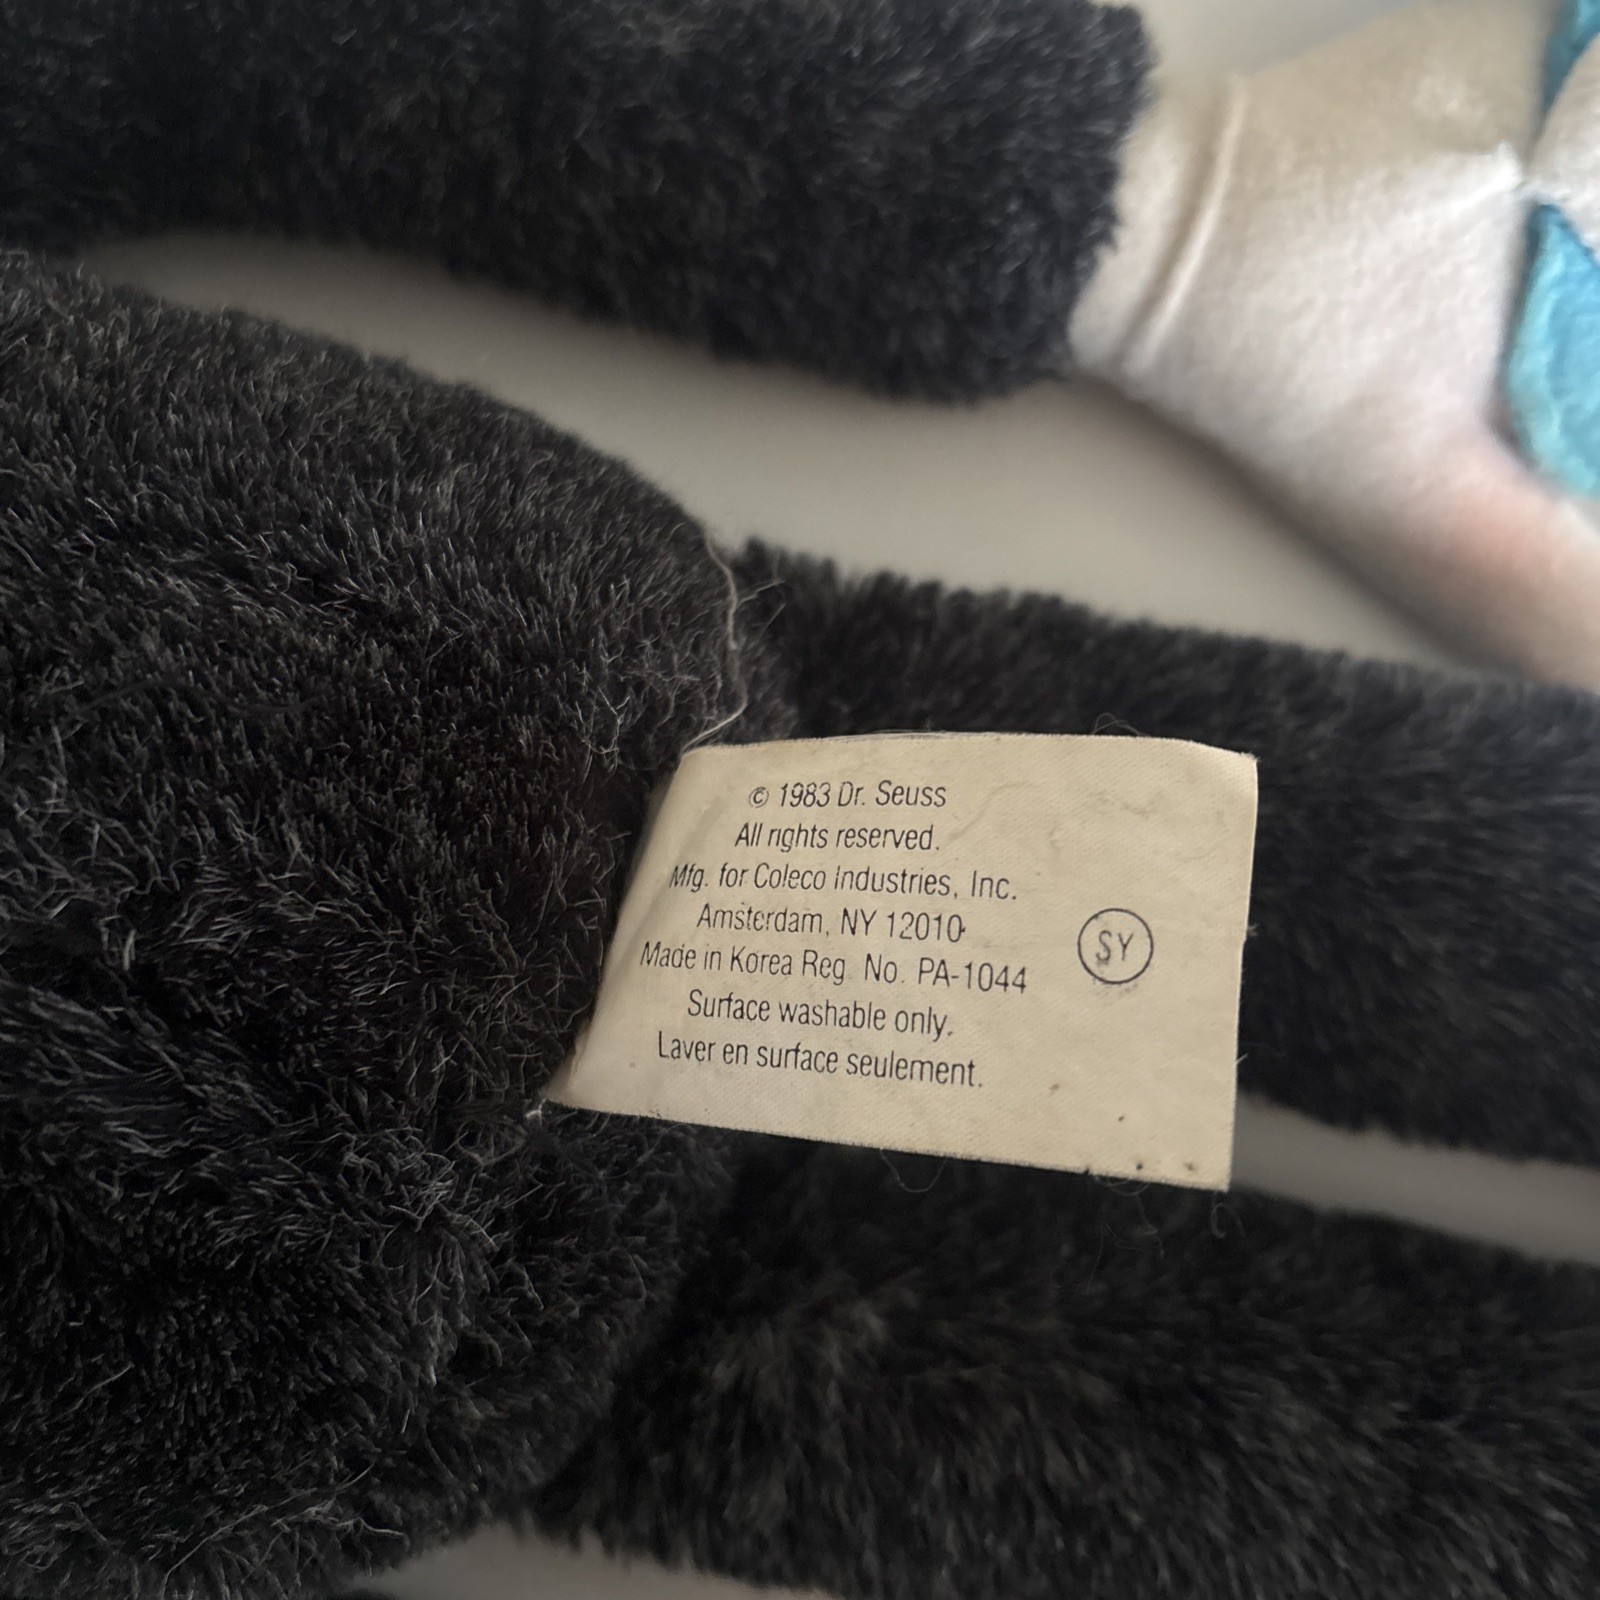 © 1983 Dr. Seuss
All rights reserved.
Mfg. for Coleco Industries, Inc.
Amsterdam, NY 12010
Made in Korea Reg. No. PA-1044
Surface washable only.
Laver en surface seulement.
SY